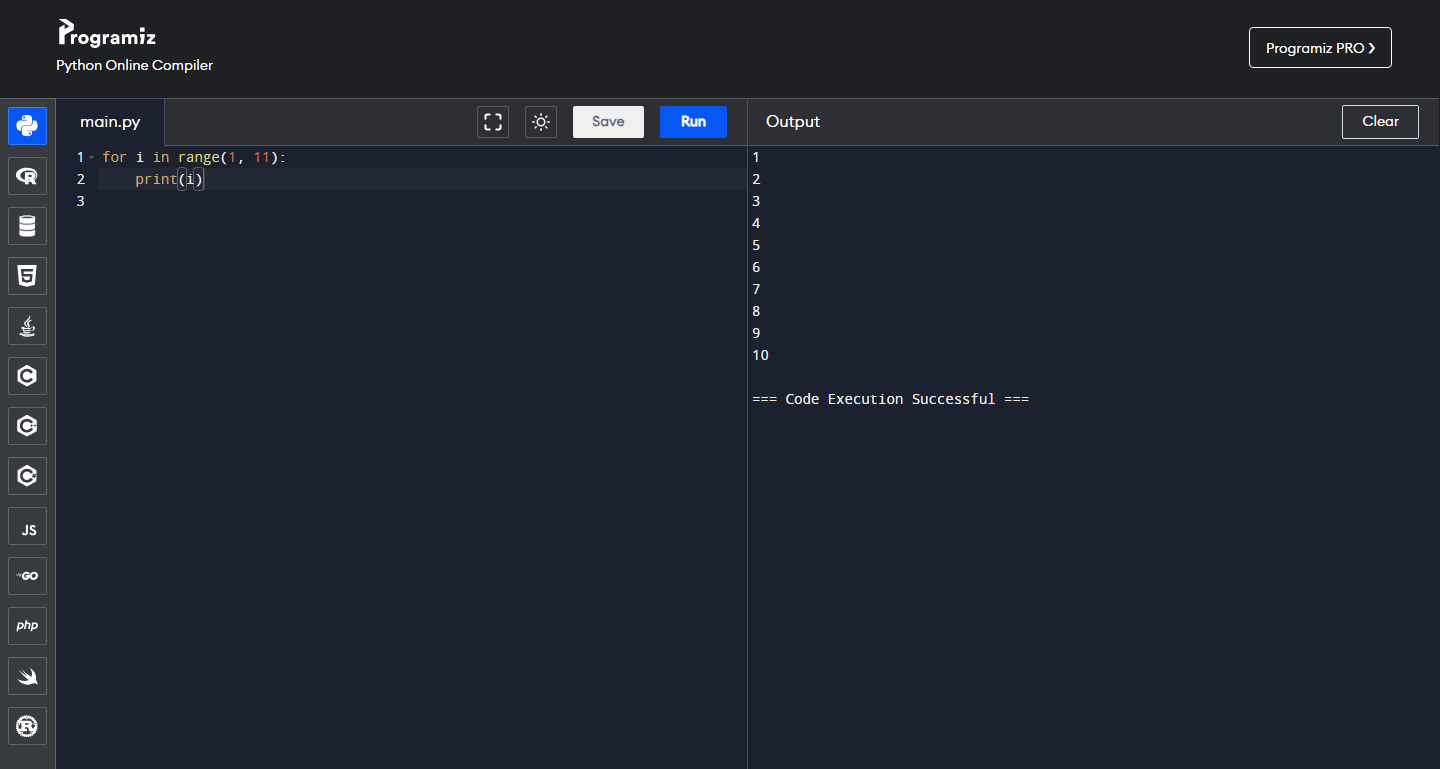 Programiz
Python Online Compiler
Programiz PRO ❯
main.py
Save
Run
Output
Clear
1 for i in range(1, 11):
2     print(i)
3
1
2
3
4
5
6
7
8
9
10
=== Code Execution Successful ===
R
5
C
C
C
JS
GO
php
R